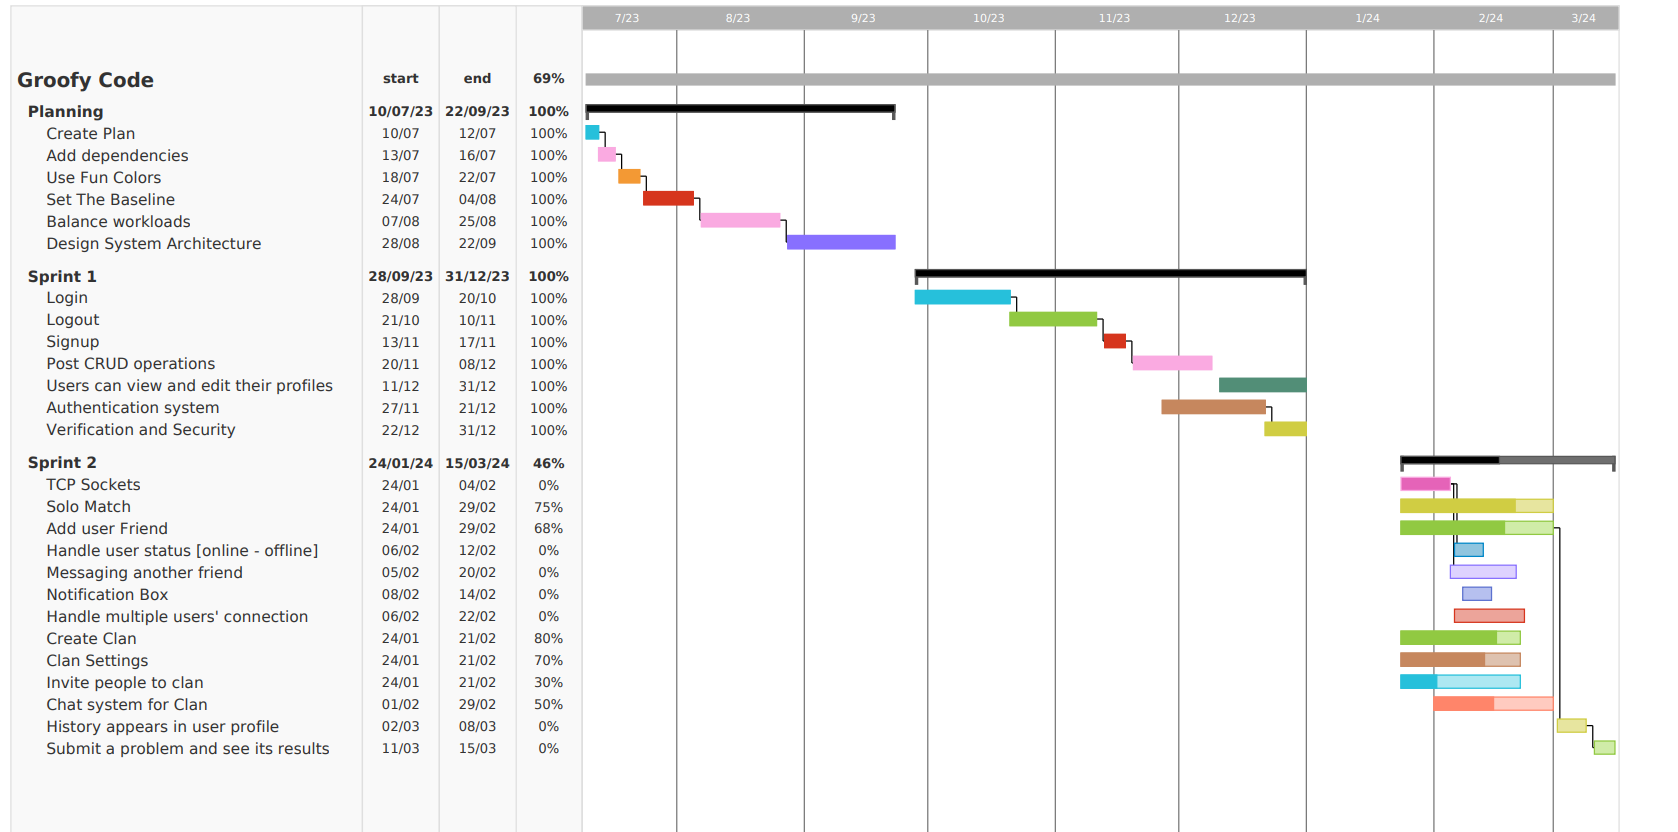 7/23 8/23 9/23 10/23 11/23 12/23 1/24 2/24 3/24
Groofy Code start end 69%
Planning 10/07/23 22/09/23 100%
Create Plan 10/07 12/07 100%
Add dependencies 13/07 16/07 100%
Use Fun Colors 18/07 22/07 100%
Set The Baseline 24/07 04/08 100%
Balance workloads 07/08 25/08 100%
Design System Architecture 28/08 22/09 100%
Sprint 1 28/09/23 31/12/23 100%
Login 28/09 20/10 100%
Logout 21/10 10/11 100%
Signup 13/11 17/11 100%
Post CRUD operations 20/11 08/12 100%
Users can view and edit their profiles 11/12 31/12 100%
Authentication system 27/11 21/12 100%
Verification and Security 22/12 31/12 100%
Sprint 2 24/01/24 15/03/24 46%
TCP Sockets 24/01 04/02 0%
Solo Match 24/01 29/02 75%
Add user Friend 24/01 29/02 68%
Handle user status [online - offline] 06/02 12/02 0%
Messaging another friend 05/02 20/02 0%
Notification Box 08/02 14/02 0%
Handle multiple users' connection 06/02 22/02 0%
Create Clan 24/01 21/02 80%
Clan Settings 24/01 21/02 70%
Invite people to clan 24/01 21/02 30%
Chat system for Clan 01/02 29/02 50%
History appears in user profile 02/03 08/03 0%
Submit a problem and see its results 11/03 15/03 0%